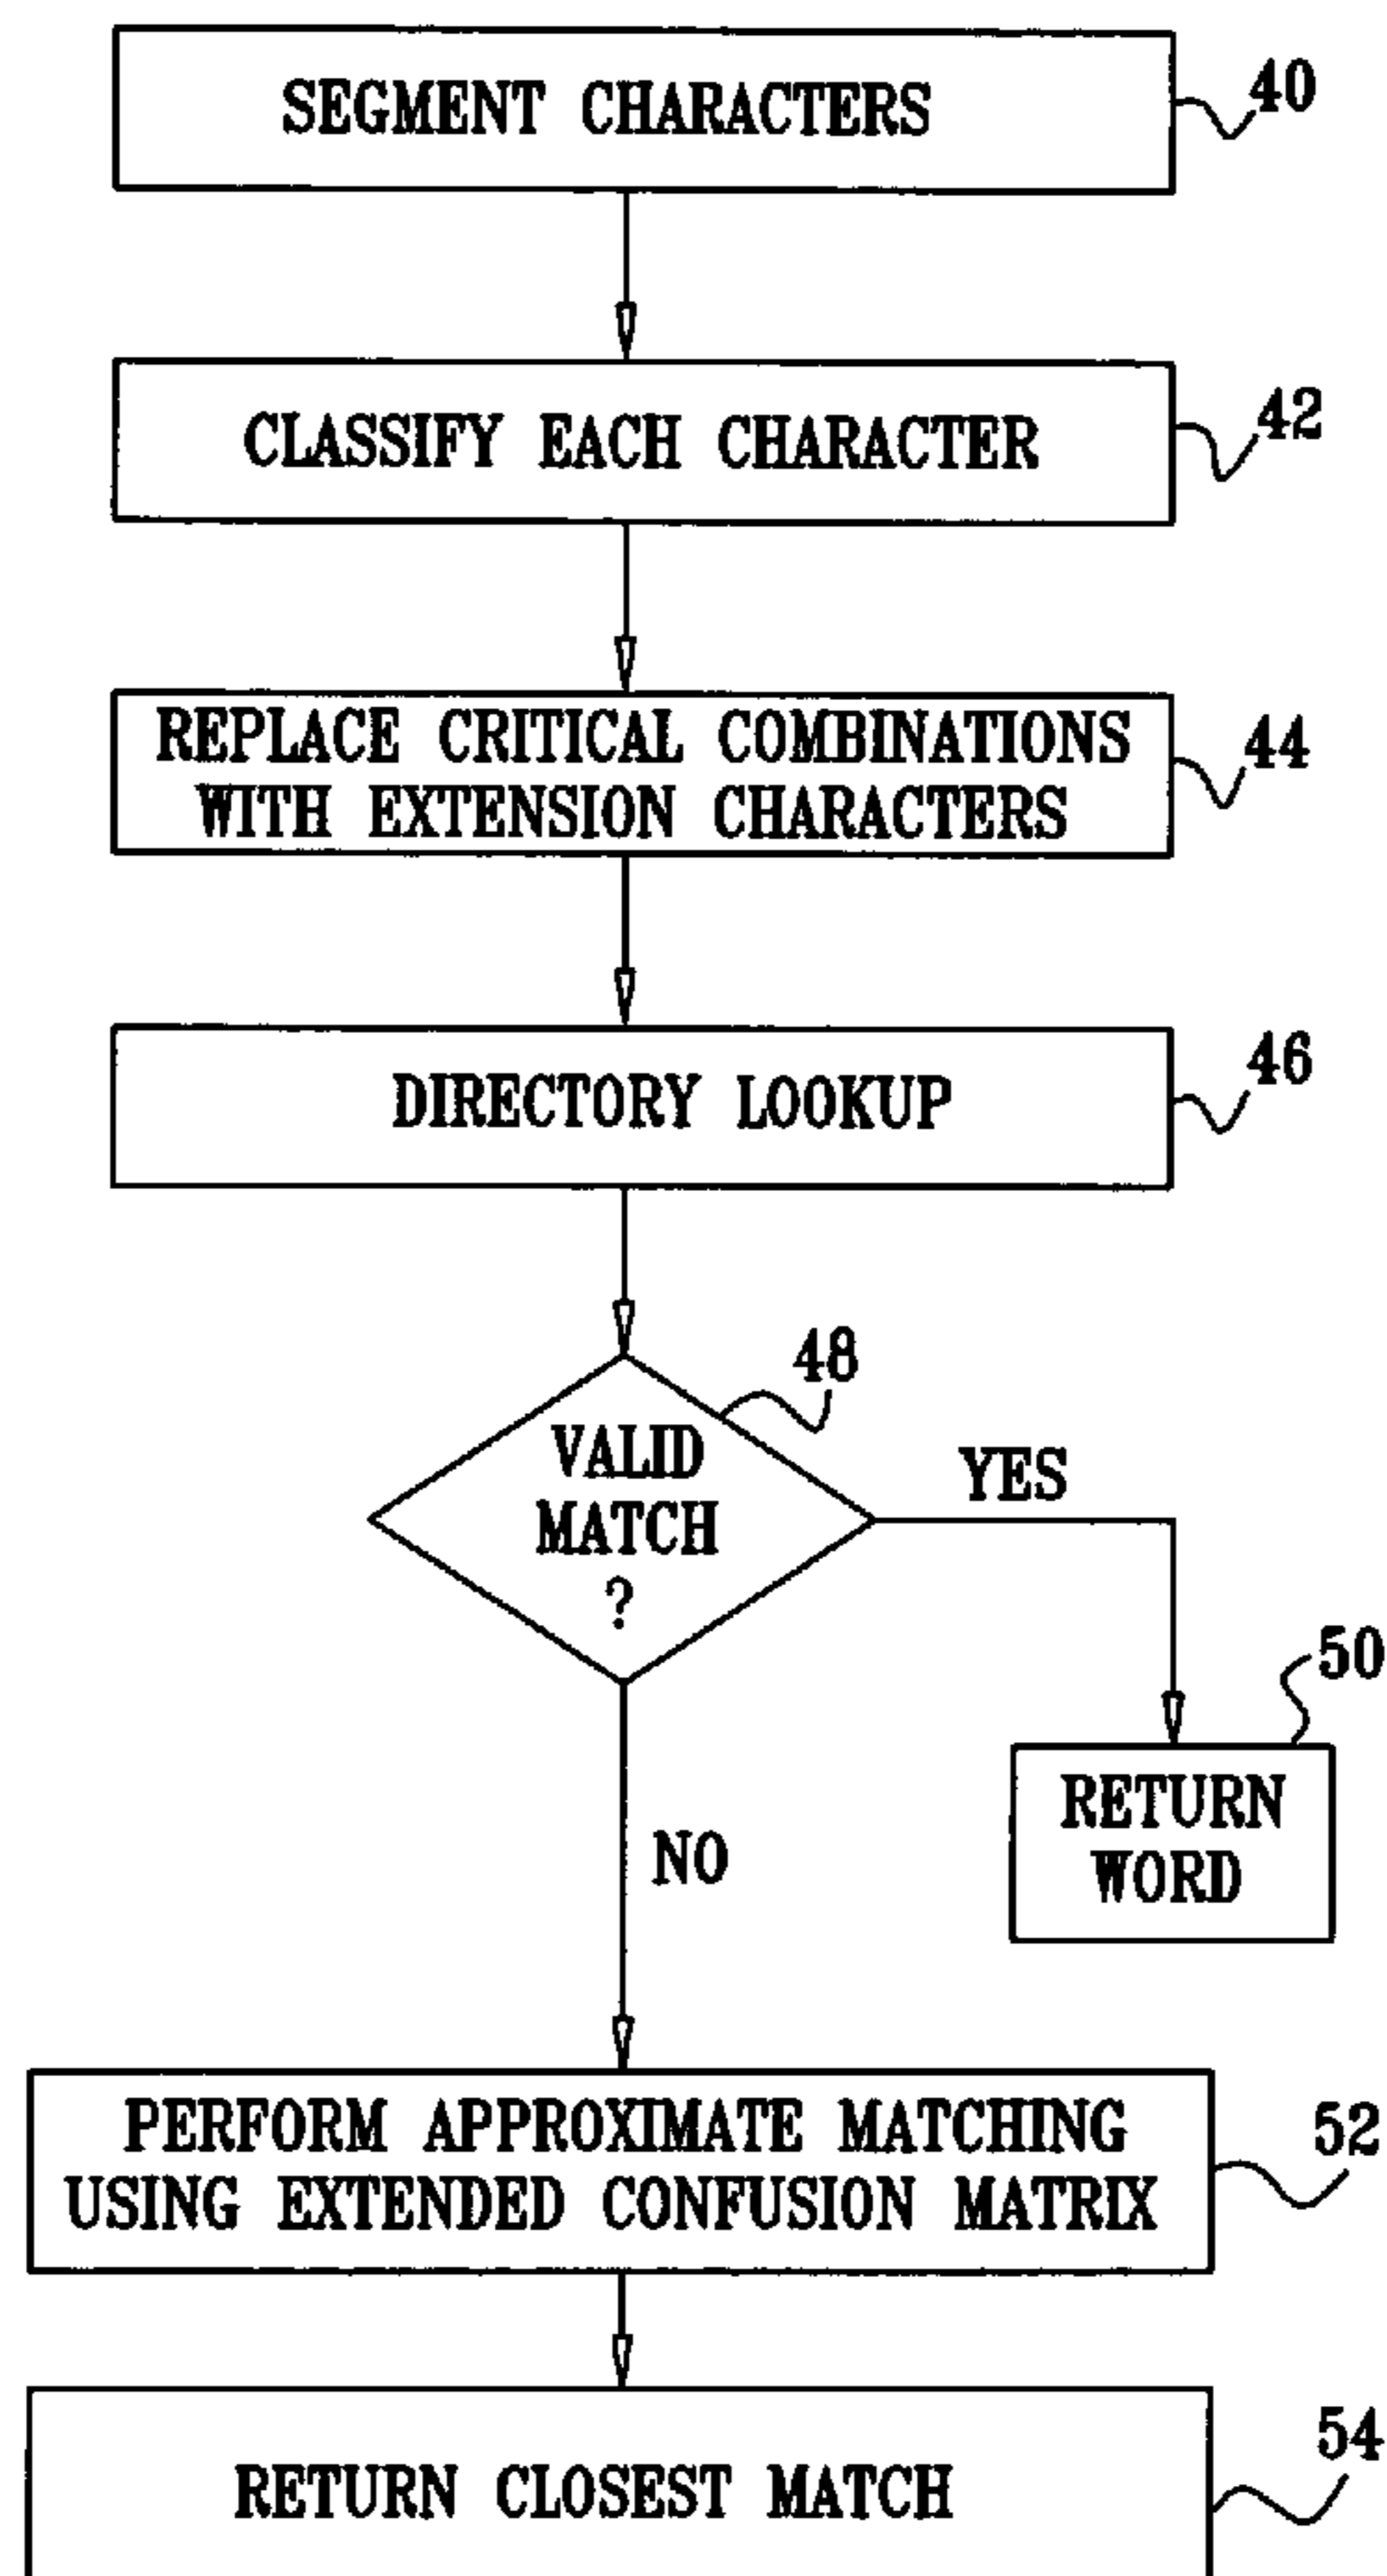 SEGMENT CHARACTERS
40
CLASSIFY EACH CHARACTER
42
REPLACE CRITICAL COMBINATIONS
WITH EXTENSION CHARACTERS
44
DIRECTORY LOOKUP
46
48
VALID
MATCH
?
YES
50
RETURN
WORD
NO
PERFORM APPROXIMATE MATCHING
USING EXTENDED CONFUSION MATRIX
52
RETURN CLOSEST MATCH
54